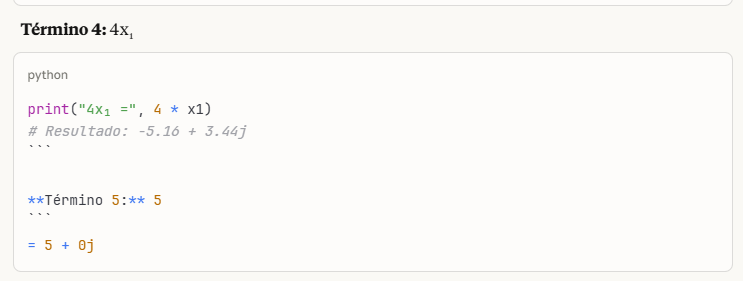 Término 4: 4x₁
python
print("4x₁ =", 4 * x1)
# Resultado: -5.16 + 3.44j
```
**Término 5:** 5
```
= 5 + 0j